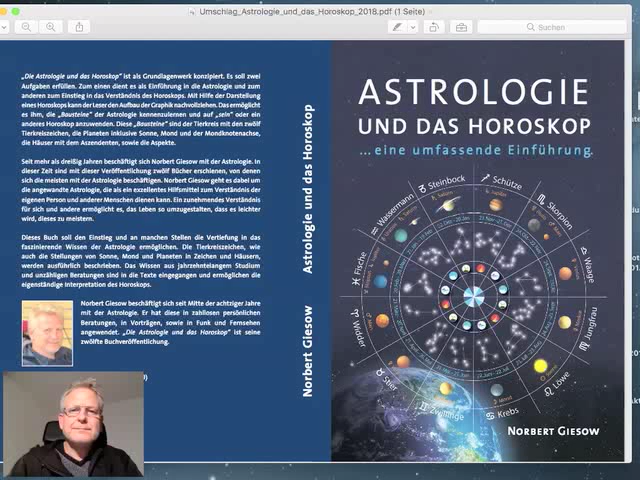 Umschlag_Astrologie_und_das_Horoskop_2018.pdf (1 Seite)
Suchen
„Die Astrologie und das Horoskop" ist als Grundlagenwerk konzipiert. Es soll zwei
Aufgaben erfüllen. Zum einen dient es als Einführung in die Astrologie und zum
anderen zum Einstieg in das Verständnis des Horoskops. Mit Hilfe der Darstellung
eines Horoskops kann der Leser den Aufbau der Graphik nachvollziehen. Das ermöglicht
es ihm, die „Bausteine" der Astrologie kennenzulernen und auf „sein" oder ein
anderes Horoskop anzuwenden. Diese „Bausteine" sind der Tierkreis mit den zwölf
Tierkreiszeichen, die Planeten inklusive Sonne, Mond und der Mondknotenachse,
die Häuser mit dem Aszendenten, sowie die Aspekte.
Seit mehr als dreißig Jahren beschäftigt sich Norbert Giesow mit der Astrologie. In
dieser Zeit sind mit dieser Veröffentlichung zwölf Bücher erschienen, von denen
sich die meisten mit der Astrologie beschäftigen. Norbert Giesow geht es dabei um
die angewandte Astrologie, die als ein exzellentes Hilfsmittel zum Verständnis der
eigenen Person und anderer Menschen dienen kann. Ein zunehmendes Verständnis
für sich und andere ermöglicht es, das Leben so umzugestalten, dass es leichter
wird, dieses zu meistern.
Dieses Buch soll den Einstieg und an manchen Stellen die Vertiefung in das
faszinierende Wissen der Astrologie ermöglichen. Die Tierkreiszeichen, wie
auch die Stellungen von Sonne, Mond und Planeten in Zeichen und Häusern,
werden ausführlich beschrieben. Das Wissen aus jahrzehntelangem Studium
und unzähligen Beratungen sind in die Texte eingegangen und ermöglichen die
eigenständige Interpretation des Horoskops.
Norbert Giesow beschäftigt sich seit Mitte der achtziger Jahre
mit der Astrologie. Er hat diese in zahllosen persönlichen
Beratungen, in Vorträgen, sowie in Funk und Fernsehen
angewendet. „Die Astrologie und das Horoskop" ist seine
zwölfte Buchveröffentlichung.
Norbert Giesow Astrologie und das Horoskop
ASTROLOGIE
UND DAS HOROSKOP
...eine umfassende Einführung.
Steinbock
Schütze
Skorpion
Waage
Jungfrau
Löwe
Krebs
Zwillinge
Stier
Widder
Fische
Wassermann
NORBERT GIESOW